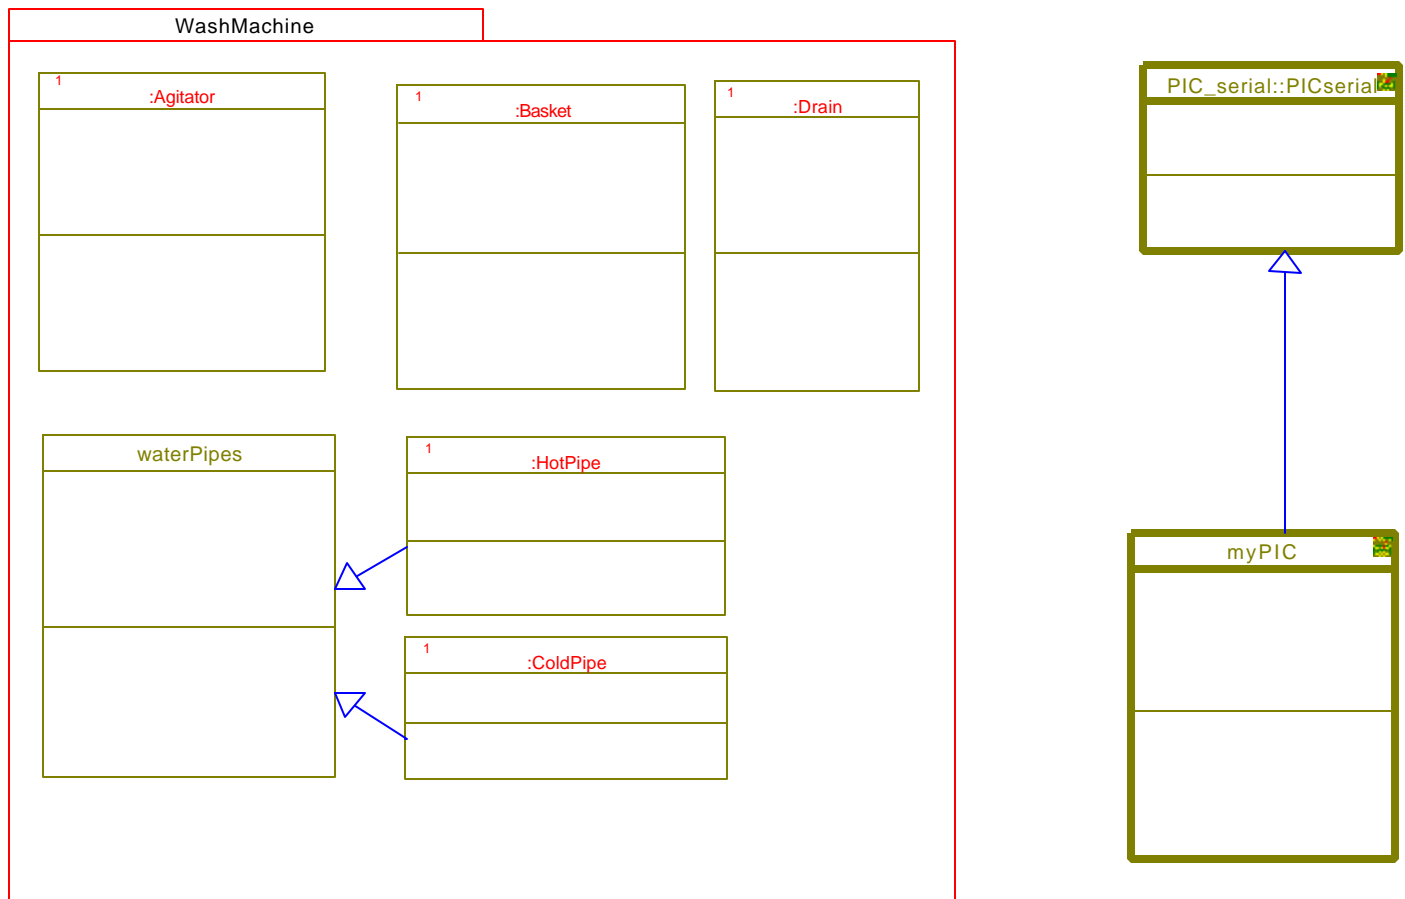 WashMachine
1
:Agitator
1
:Basket
1
:Drain
PIC_serial::PICserial
waterPipes
1
:HotPipe
1
:ColdPipe
myPIC